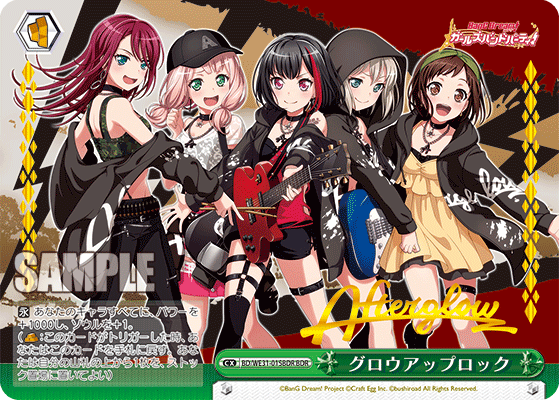 BanG Dream!
ガールズバンドパーティ!
A
SAMPLE
Afterglow
永 あなたのキャラすべてに、パワーを
+1000し、ソウルを+1。
(:このカードがトリガーした時、あ
なたはこのカードを手札に戻す。あな
たは自分の山札の上から1枚を、ストッ
ク置場に置いてよい)
CX BD/WE31-01SBDR BDR
グロウアップロック
©BanG Dream! Project ©Craft Egg Inc. ©bushiroad All Rights Reserved.